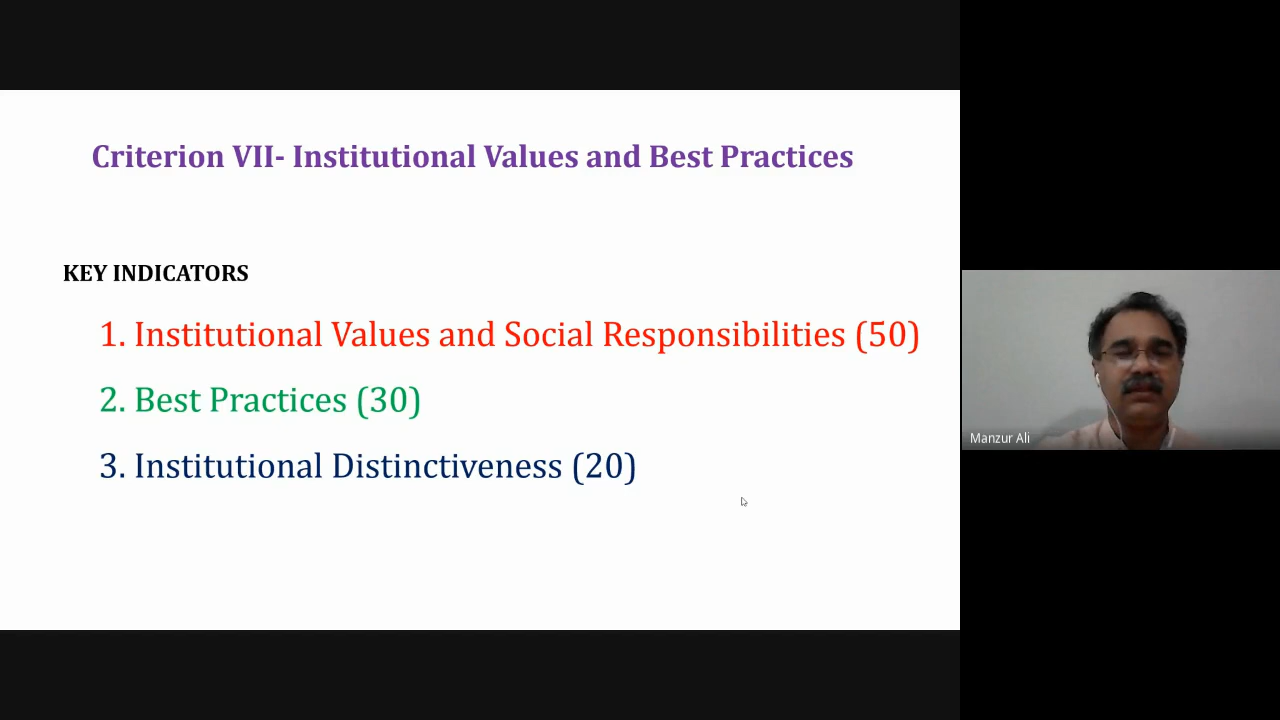 Criterion VII- Institutional Values and Best Practices
KEY INDICATORS
1. Institutional Values and Social Responsibilities (50)
2. Best Practices (30)
3. Institutional Distinctiveness (20)
Manzur Ali